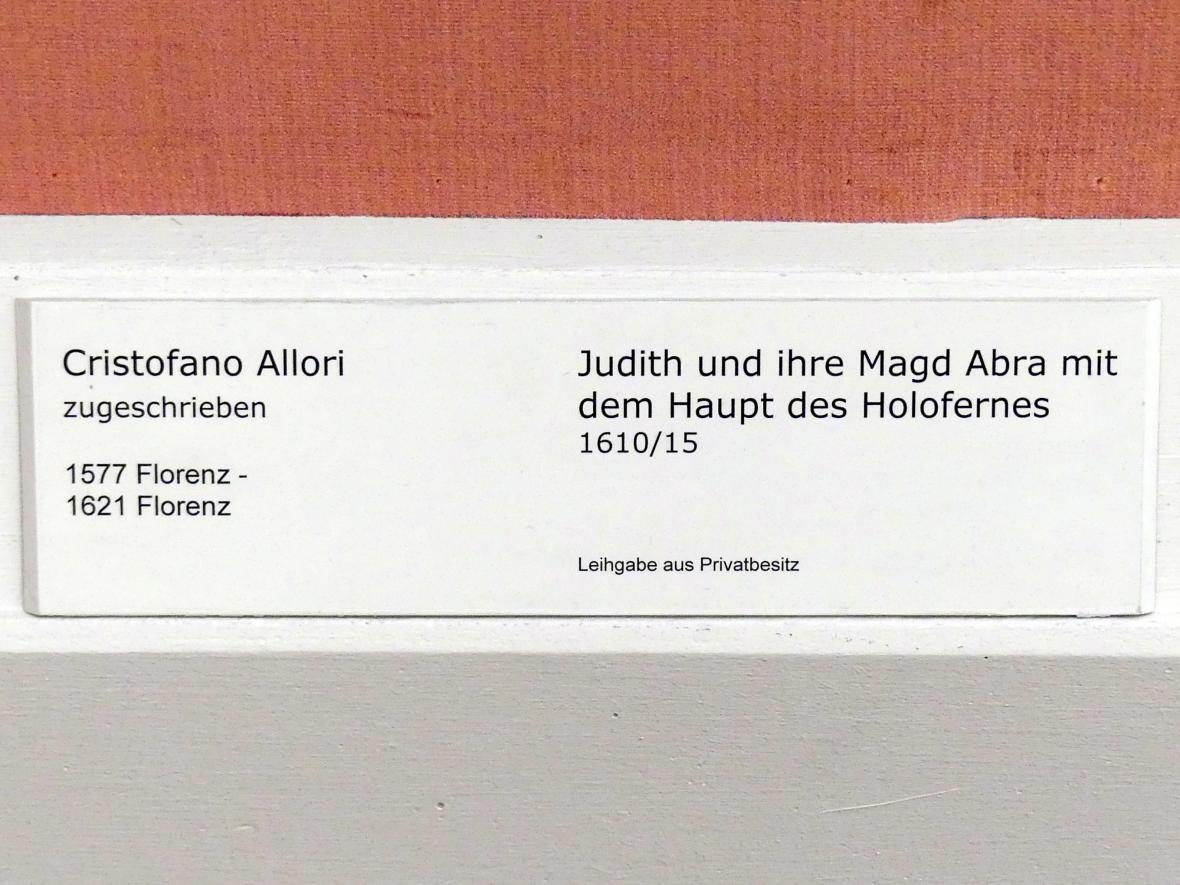 Cristofano Allori
zugeschrieben
1577 Florenz -
1621 Florenz
Judith und ihre Magd Abra mit
dem Haupt des Holofernes
1610/15
Leihgabe aus Privatbesitz